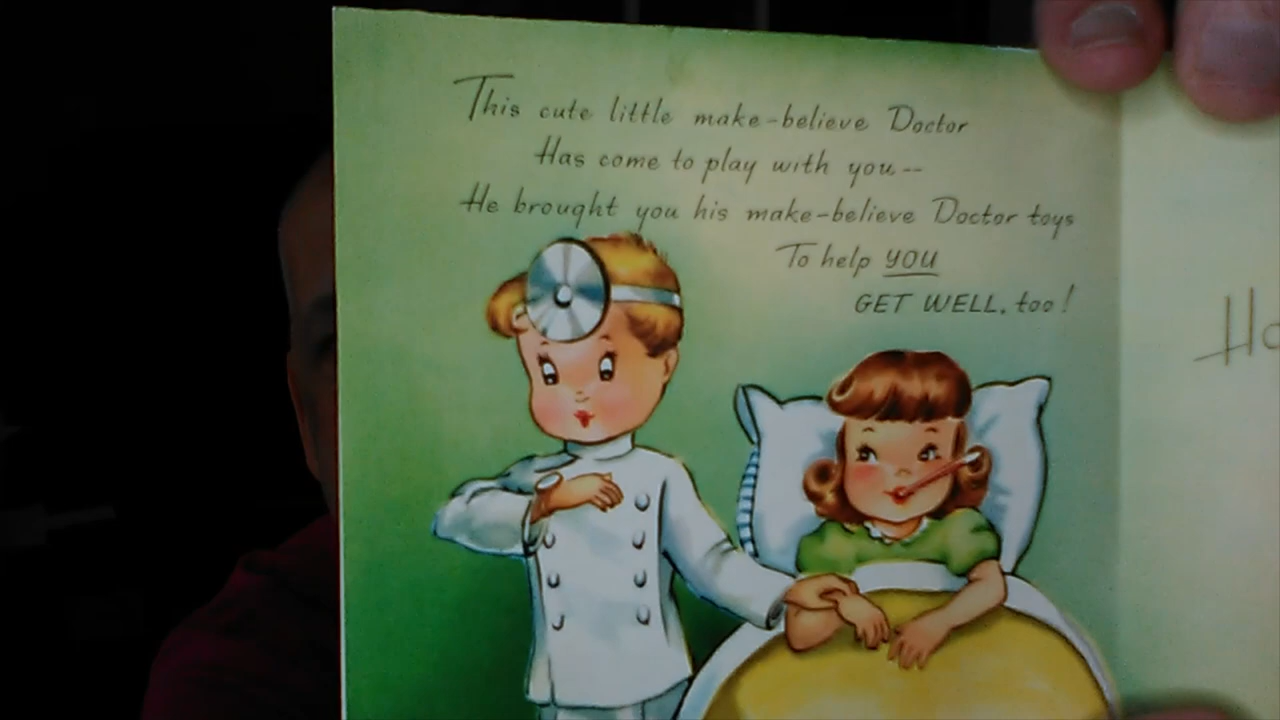 This cute little make-believe Doctor
Has come to play with you--
He brought you his make-believe Doctor toys
To help YOU
GET WELL, too!